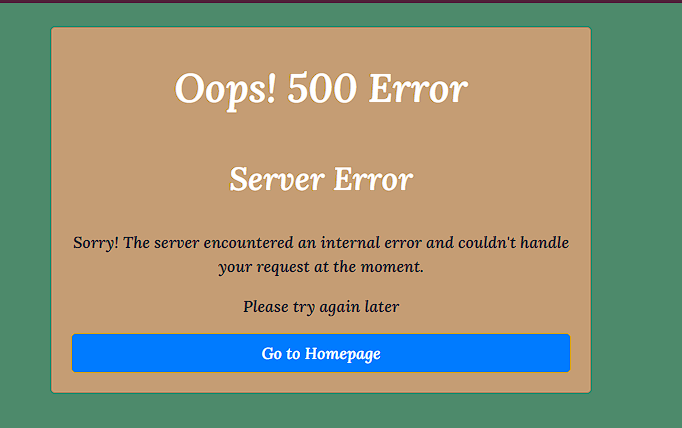 Oops! 500 Error
Server Error
Sorry! The server encountered an internal error and couldn't handle
your request at the moment.
Please try again later
Go to Homepage